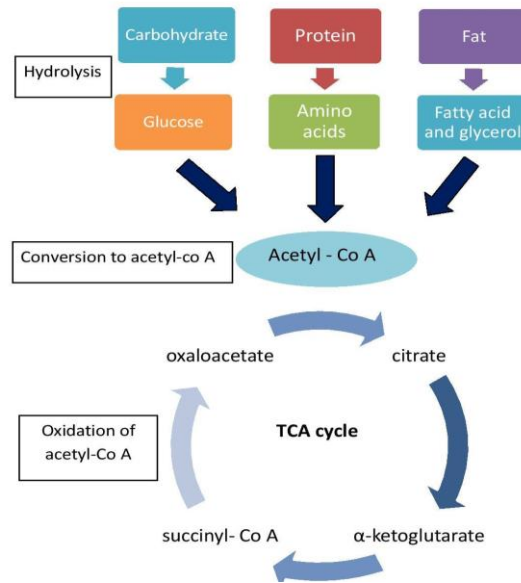 Carbohydrate
Protein
Fat
Hydrolysis
Glucose
Amino
acids
Fatty acid
and glycerol
Conversion to acetyl-co A
Acetyl - Co A
oxaloacetate
citrate
Oxidation of
acetyl-Co A
TCA cycle
succinyl- Co A
α-ketoglutarate